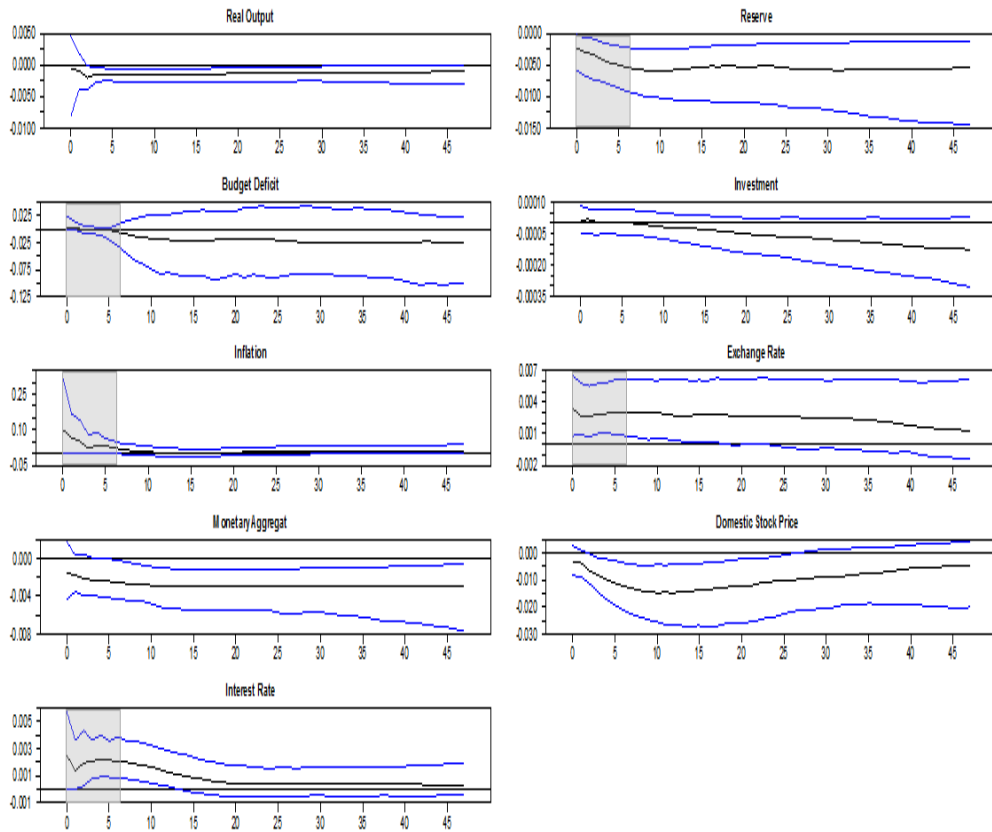 Real Output
0.0050
0.0000
-0.0050
-0.0100
0 5 10 15 20 25 30 35 40 45
Reserve
0.0000
-0.0050
-0.0100
-0.0150
0 5 10 15 20 25 30 35 40 45
Budget Deficit
0.025
-0.025
-0.075
-0.125
0 5 10 15 20 25 30 35 40 45
Investment
0.00010
-0.00005
-0.00020
-0.00035
0 5 10 15 20 25 30 35 40 45
Inflation
0.25
0.10
-0.05
0 5 10 15 20 25 30 35 40 45
Exchange Rate
0.007
0.004
0.001
-0.002
0 5 10 15 20 25 30 35 40 45
Monetary Aggregat
0.000
-0.004
-0.008
0 5 10 15 20 25 30 35 40 45
Domestic Stock Price
0.000
-0.010
-0.020
-0.030
0 5 10 15 20 25 30 35 40 45
Interest Rate
0.005
0.003
0.001
-0.001
0 5 10 15 20 25 30 35 40 45